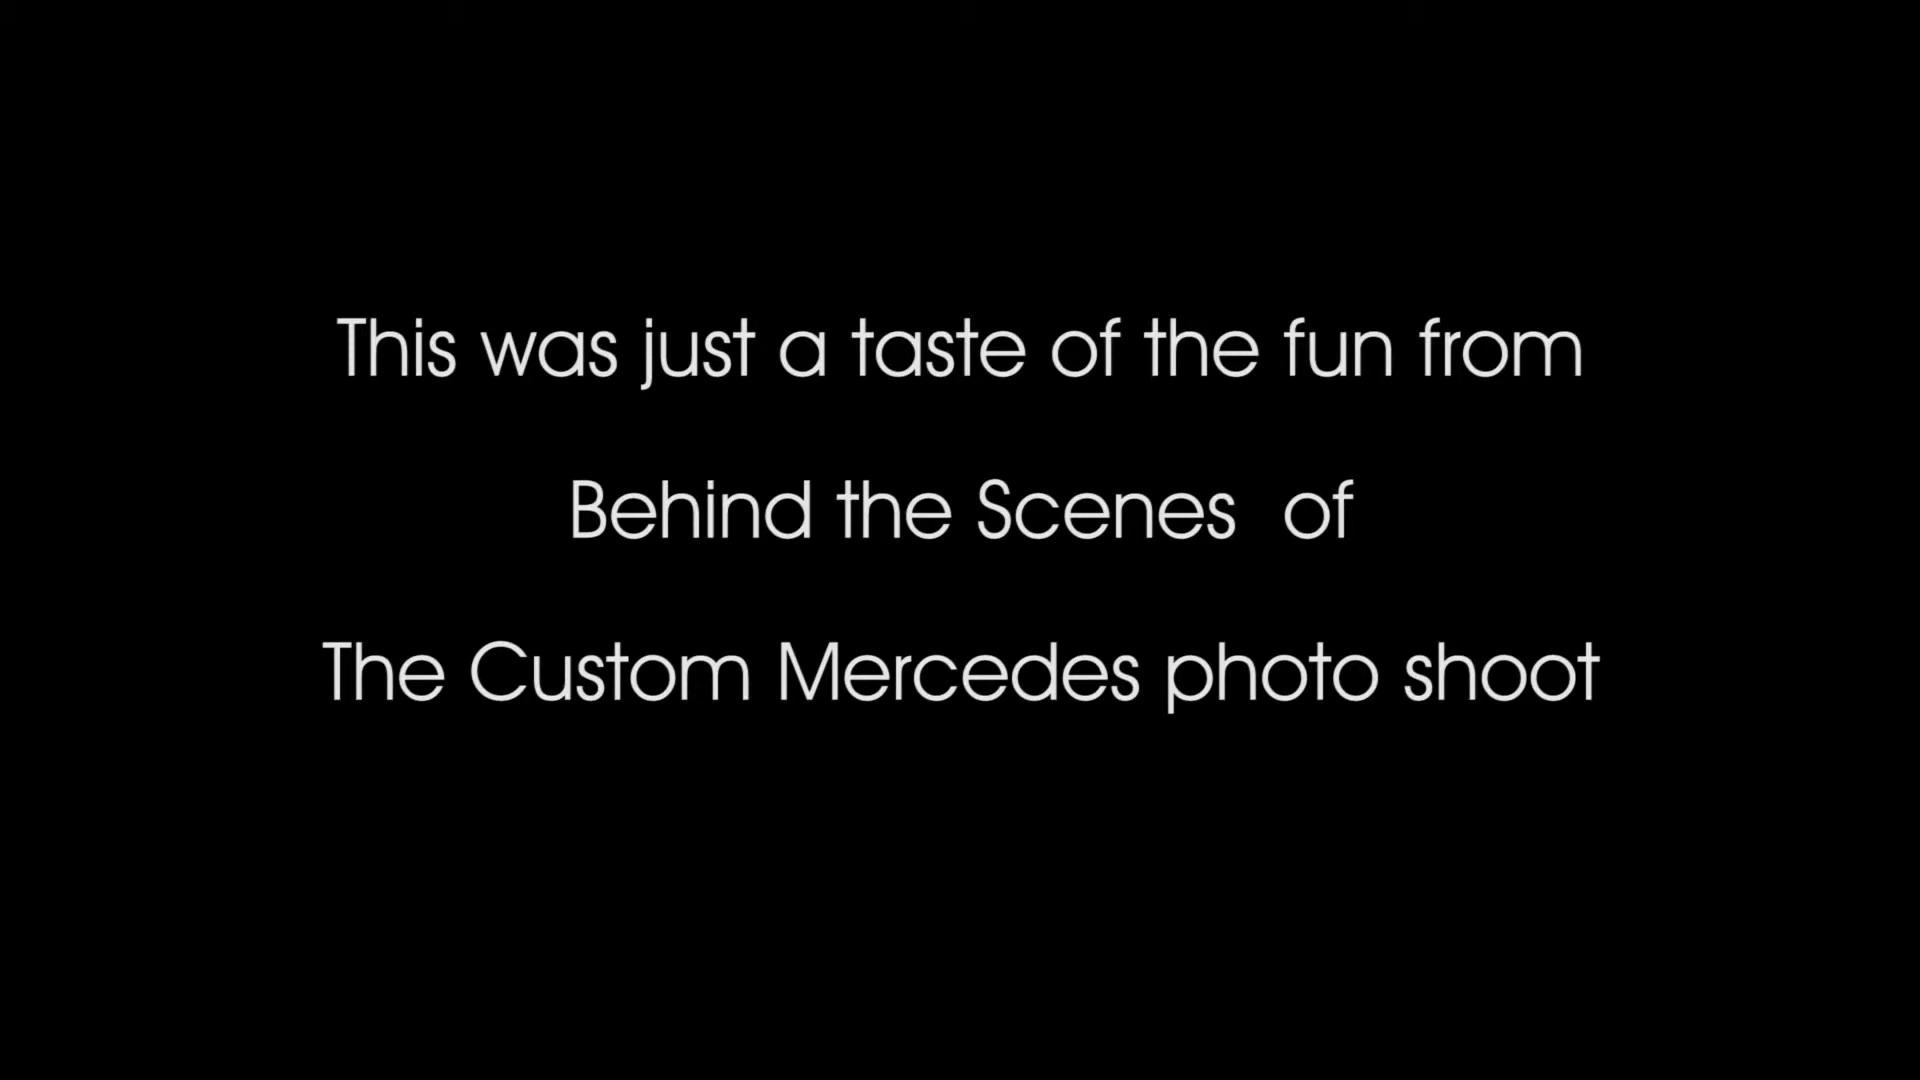 This was just a taste of the fun from
Behind the Scenes  of
The Custom Mercedes photo shoot